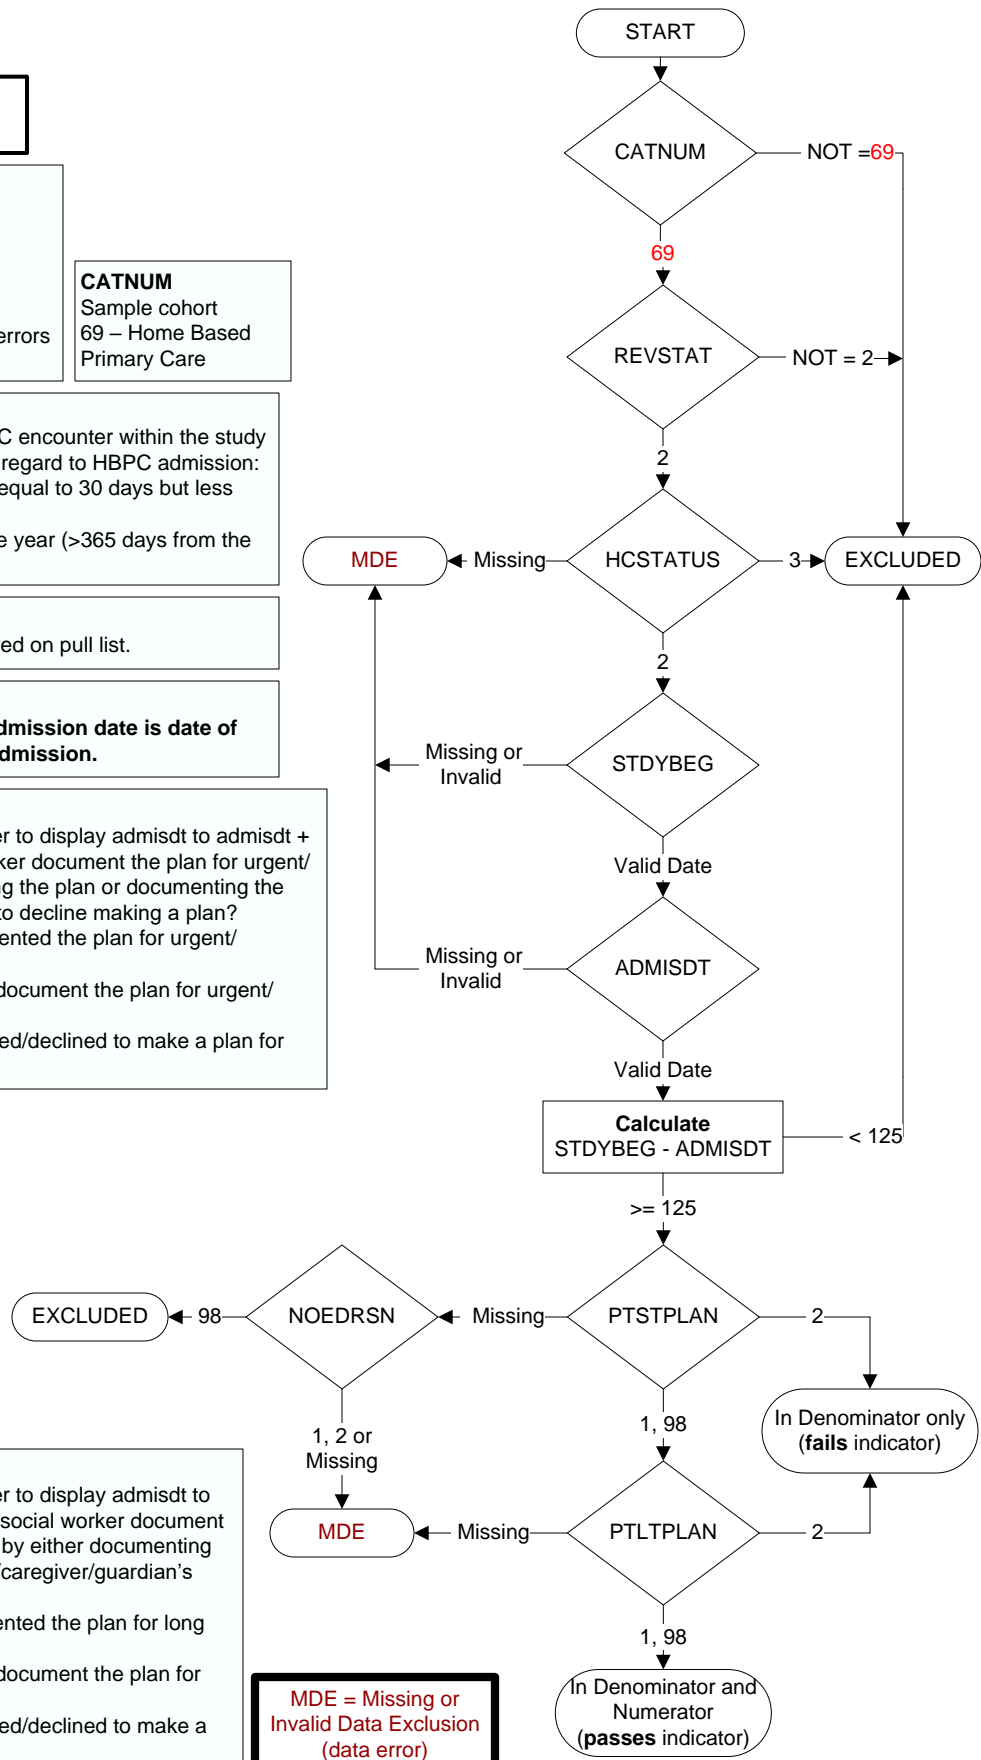 START
CATNUM
NOT =69
69
errors
CATNUM
Sample cohort
69 – Home Based
Primary Care
REVSTAT
NOT = 2
2
C encounter within the study
regard to HBPC admission:
equal to 30 days but less
e year (>365 days from the
MDE
Missing
HCSTATUS
3
EXCLUDED
2
ed on pull list.
dmission date is date of
dmission.
Missing or
Invalid
STDYBEG
Valid Date
er to display admisdt to admisdt +
ker document the plan for urgent/
ng the plan or documenting the
to decline making a plan?
ented the plan for urgent/
document the plan for urgent/
ed/declined to make a plan for
Missing or
Invalid
ADMISDT
Valid Date
Calculate
STDYBEG - ADMISDT
< 125
>= 125
EXCLUDED
98
NOEDRSN
Missing
PTSTPLAN
2
1, 2 or
Missing
1, 98
In Denominator only
(fails indicator)
MDE
Missing
PTLTPLAN
2
er to display admisdt to
social worker document
by either documenting
/caregiver/guardian's
ented the plan for long
document the plan for
ed/declined to make a
1, 98
In Denominator and
Numerator
(passes indicator)
MDE = Missing or
Invalid Data Exclusion
(data error)